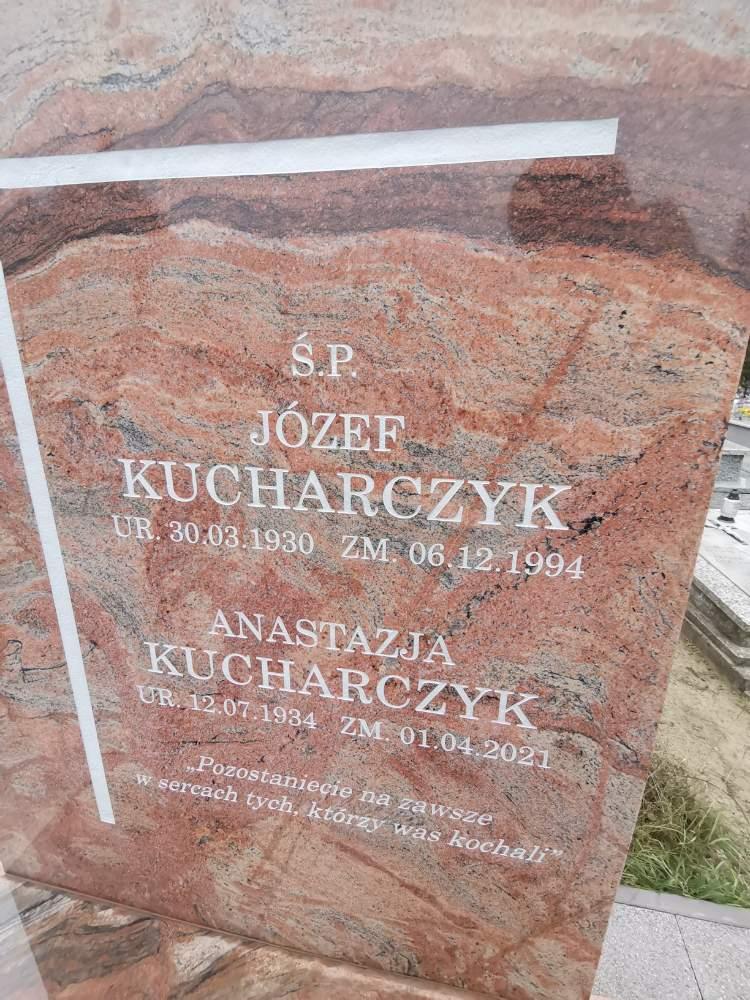 Ś.P.
JÓZEF
KUCHARCZYK
UR. 30.03.1930 ZM. 06.12.1994
ANASTAZJA
KUCHARCZYK
UR. 12.07.1934 ZM. 01.04.2021
„Pozostaniecie na zawsze
w sercach tych, którzy was kochali”